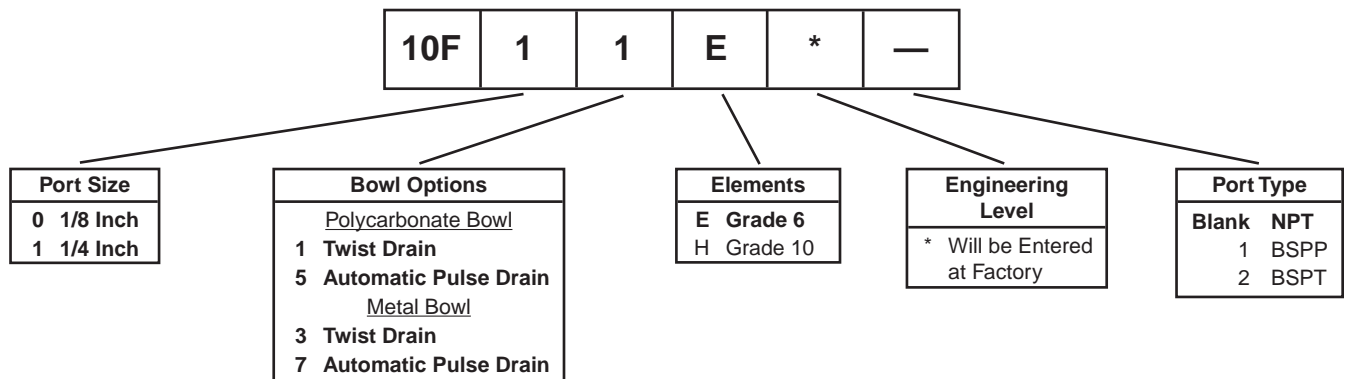 10F 1 1 E * —
Port Size
0 1/8 Inch
1 1/4 Inch
Bowl Options
Polycarbonate Bowl
1 Twist Drain
5 Automatic Pulse Drain
Metal Bowl
3 Twist Drain
7 Automatic Pulse Drain
Elements
E Grade 6
H Grade 10
Engineering
Level
* Will be Entered
at Factory
Port Type
Blank NPT
1 BSPP
2 BSPT